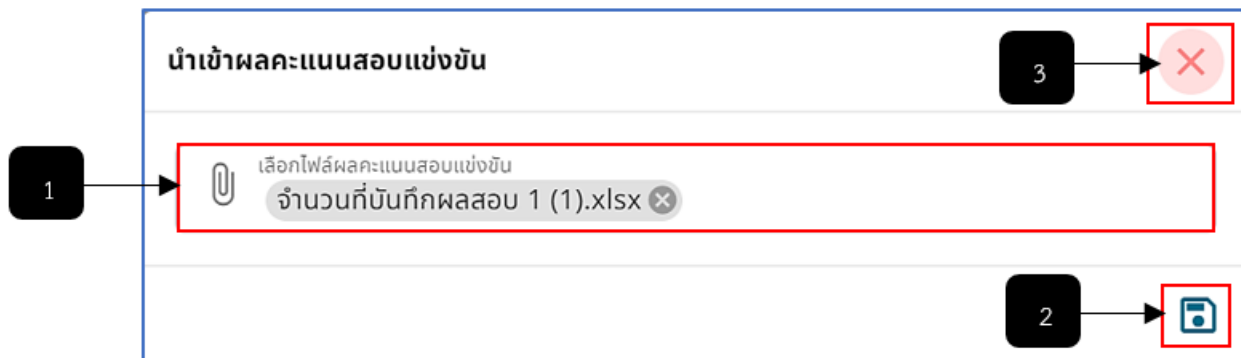 นำเข้าผลคะแนนสอบแข่งขัน
3
เลือกไฟล์ผลคะแนนสอบแข่งขัน
1
จำนวนที่บันทึกผลสอบ 1 (1).xlsx
2